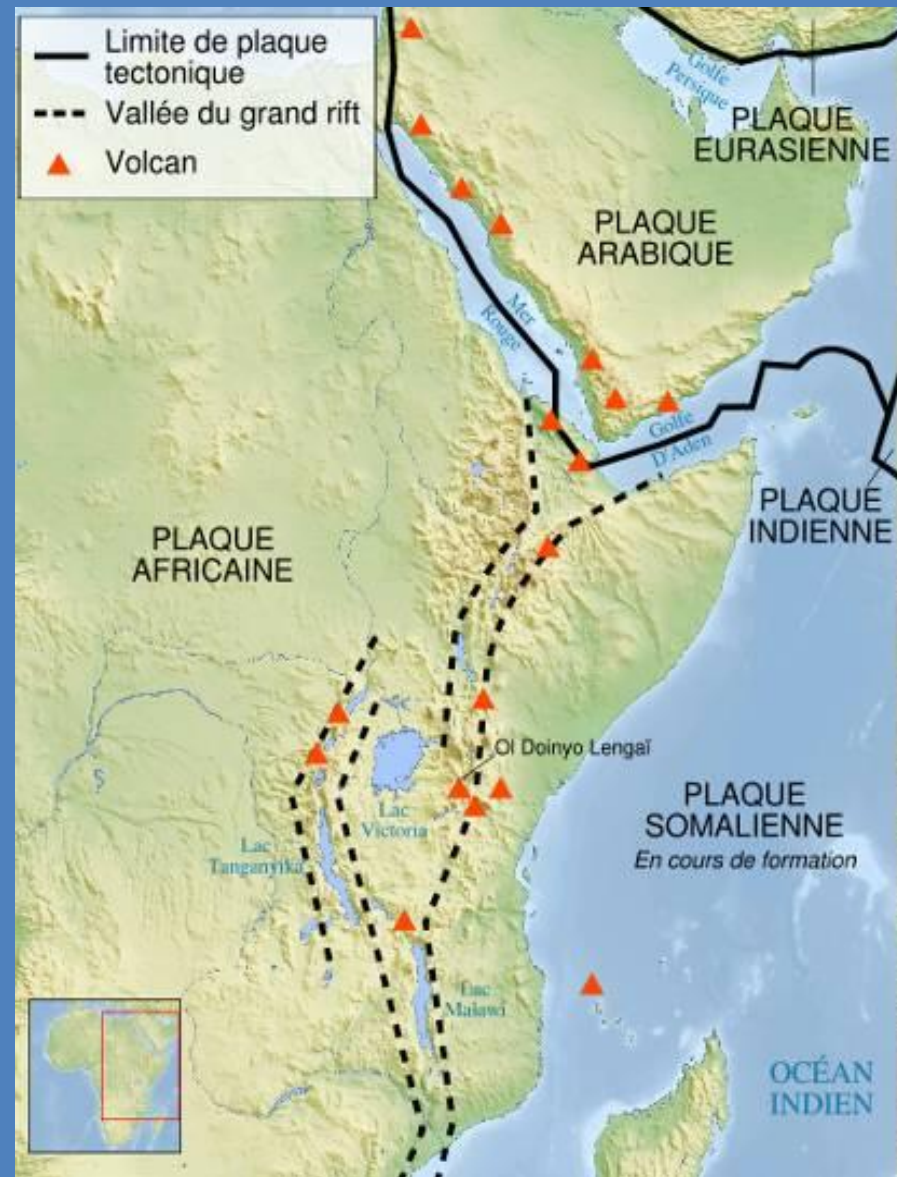 Limite de plaque
tectonique
Vallée du grand rift
Volcan
Golfe
Persique
PLAQUE
EURASIENNE
PLAQUE
ARABIQUE
Mer
Rouge
Golfe
D'Aden
PLAQUE
INDIENNE
PLAQUE
AFRICAINE
Ol Doinyo Lengaï
Lac
Victoria
PLAQUE
SOMALIENNE
En cours de formation
Lac
Tanganyika
Lac
Malawi
OCÉAN
INDIEN